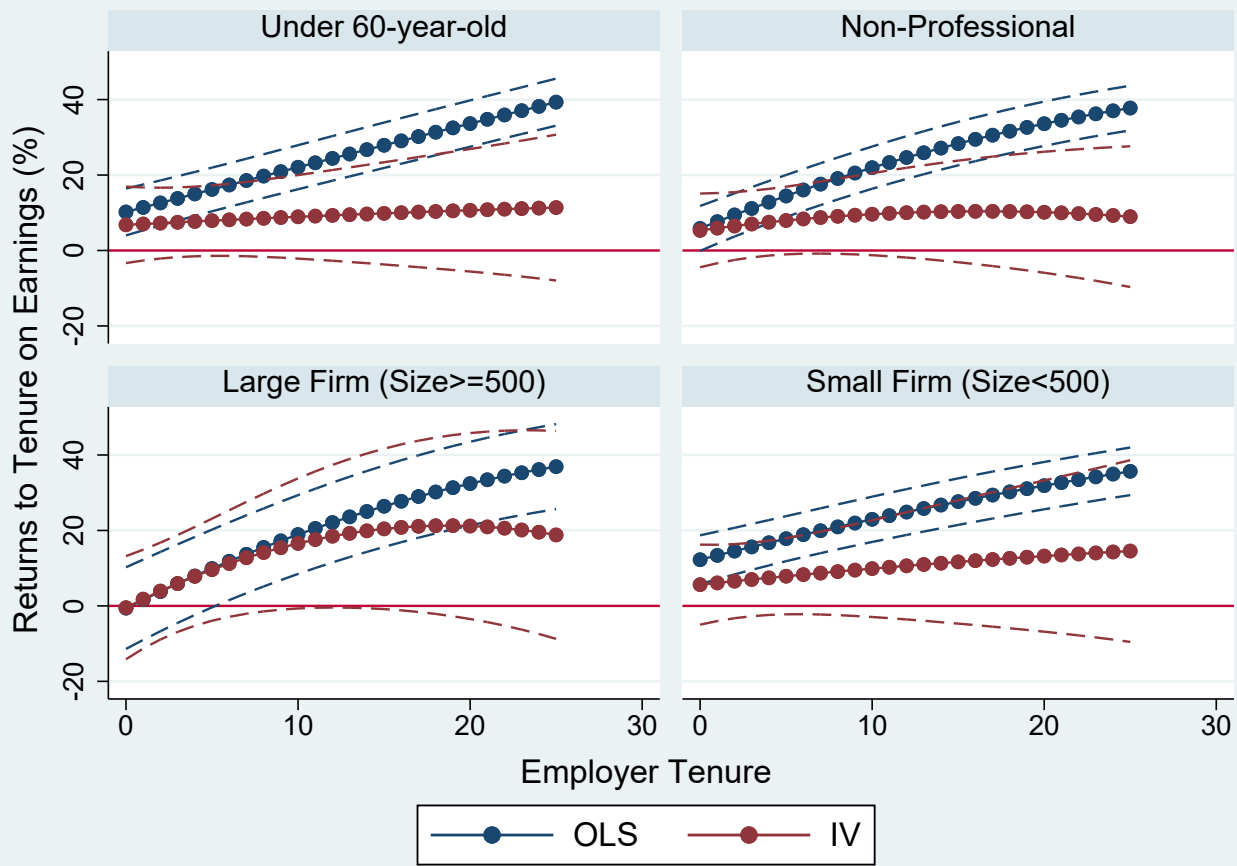 Under 60-year-old
Non-Professional
Returns to Tenure on Earnings (%)
40
20
0
-20
Large Firm (Size>=500)
Small Firm (Size<500)
40
20
0
-20
0
10
20
30
0
10
20
30
Employer Tenure
OLS
IV